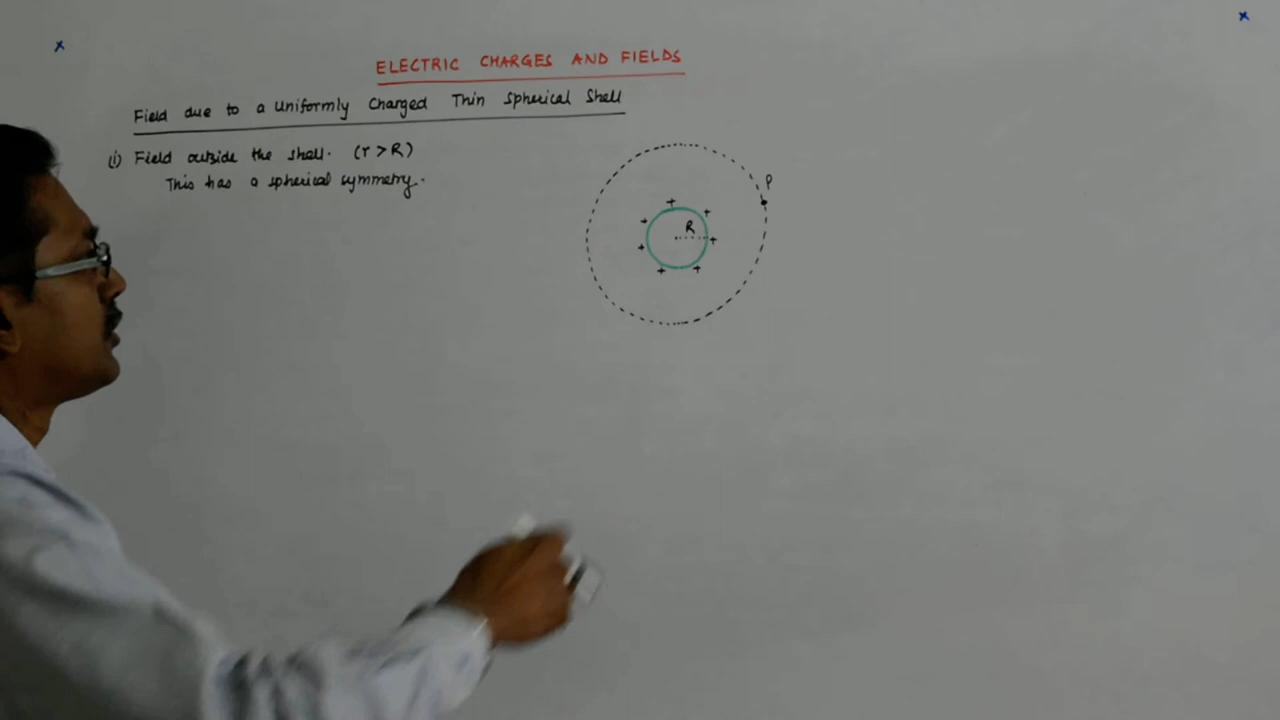 ELECTRIC CHARGES AND FIELDS
Field due to a Uniformly Charged Thin Spherical Shell
(i) Field outside the shell. (r > R)
This has a spherical symmetry.
P
R